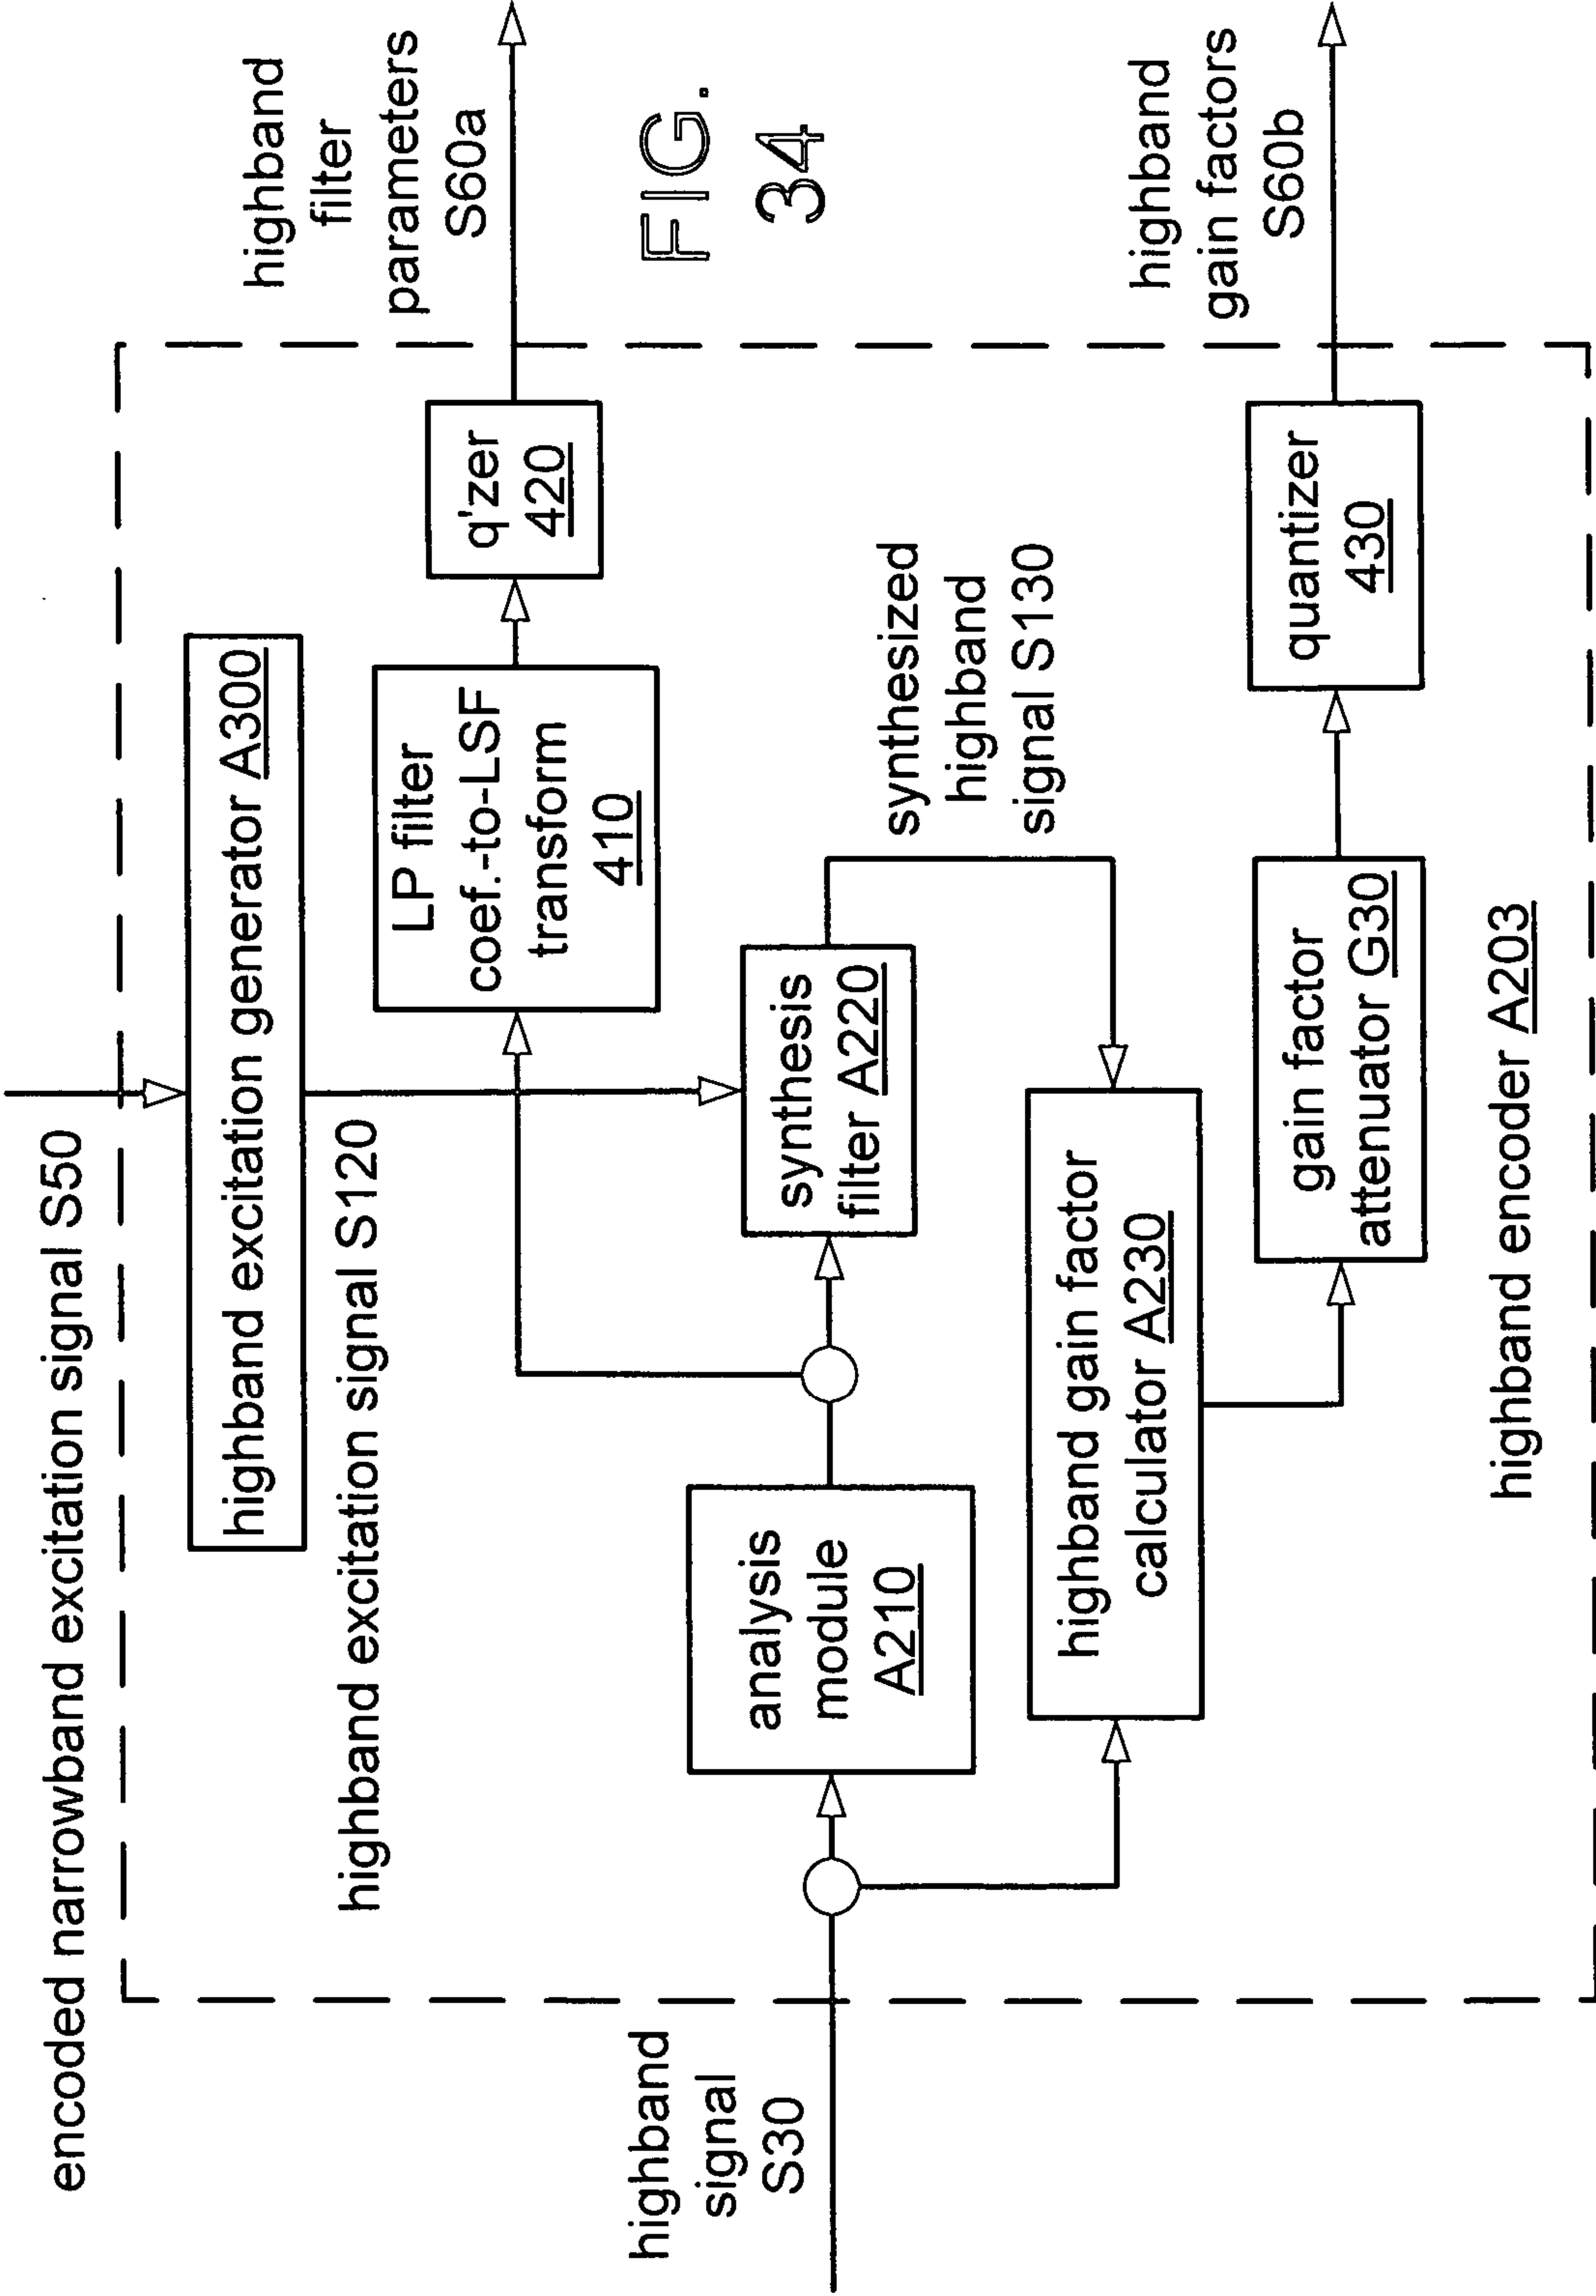 encoded narrowband excitation signal S50
highband excitation generator A300
highband excitation signal S120
LP filter
coef.-to-LSF
transform
410
q'zer
420
highband
filter
parameters
S60a
FIG.
34
highband
signal
S30
analysis
module
A210
synthesis
filter A220
synthesized
highband
signal S130
highband gain factor
calculator A230
gain factor
attenuator G30
quantizer
430
highband
gain factors
S60b
highband encoder A203